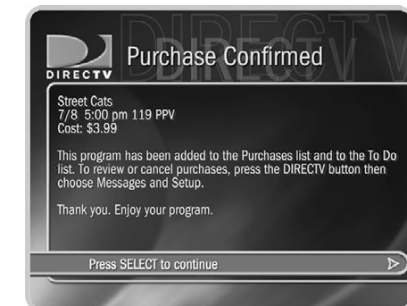 DIRECTV
DIRECTV
Purchase Confirmed
Street Cats
7/8 5:00 pm 119 PPV
Cost: $3.99
This program has been added to the Purchases list and to the To Do
list. To review or cancel purchases, press the DIRECTV button then
choose Messages and Setup.
Thank you. Enjoy your program.
Press SELECT to continue